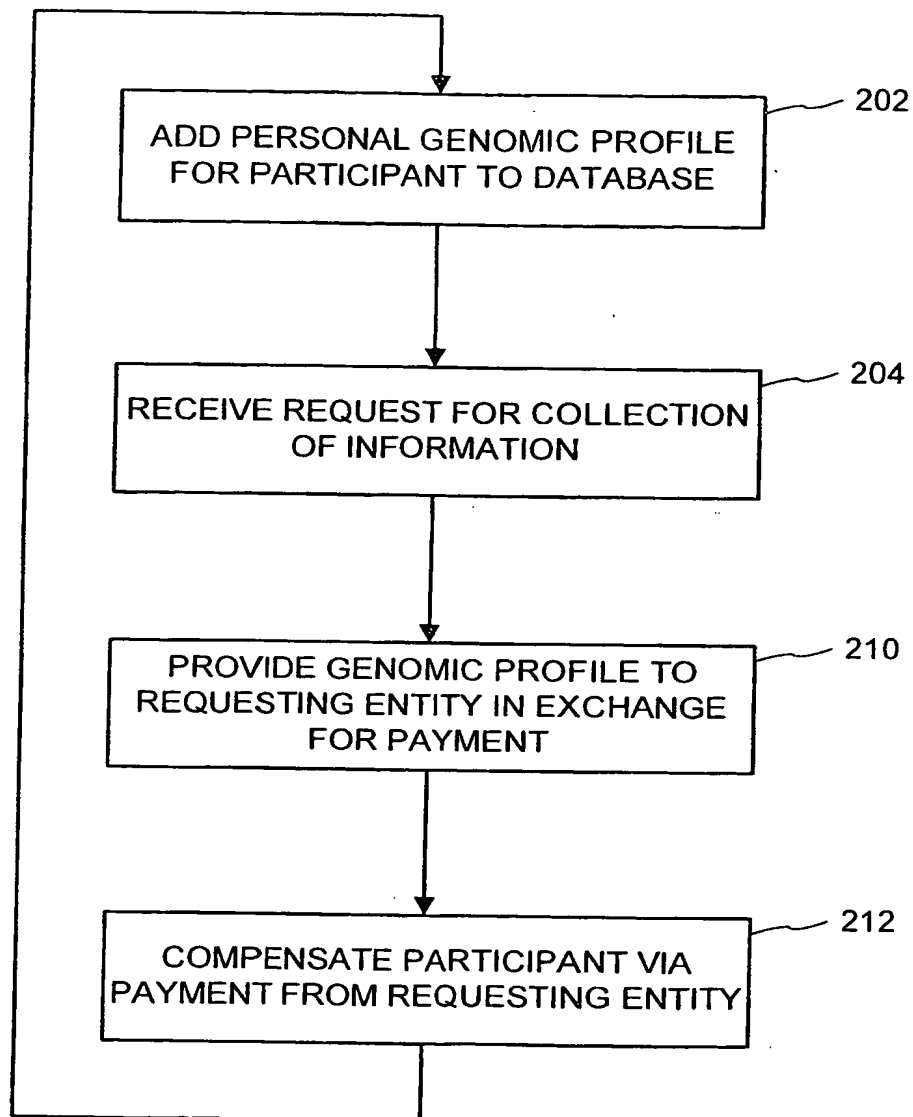 202
ADD PERSONAL GENOMIC PROFILE
FOR PARTICIPANT TO DATABASE
204
RECEIVE REQUEST FOR COLLECTION
OF INFORMATION
210
PROVIDE GENOMIC PROFILE TO
REQUESTING ENTITY IN EXCHANGE
FOR PAYMENT
212
COMPENSATE PARTICIPANT VIA
PAYMENT FROM REQUESTING ENTITY